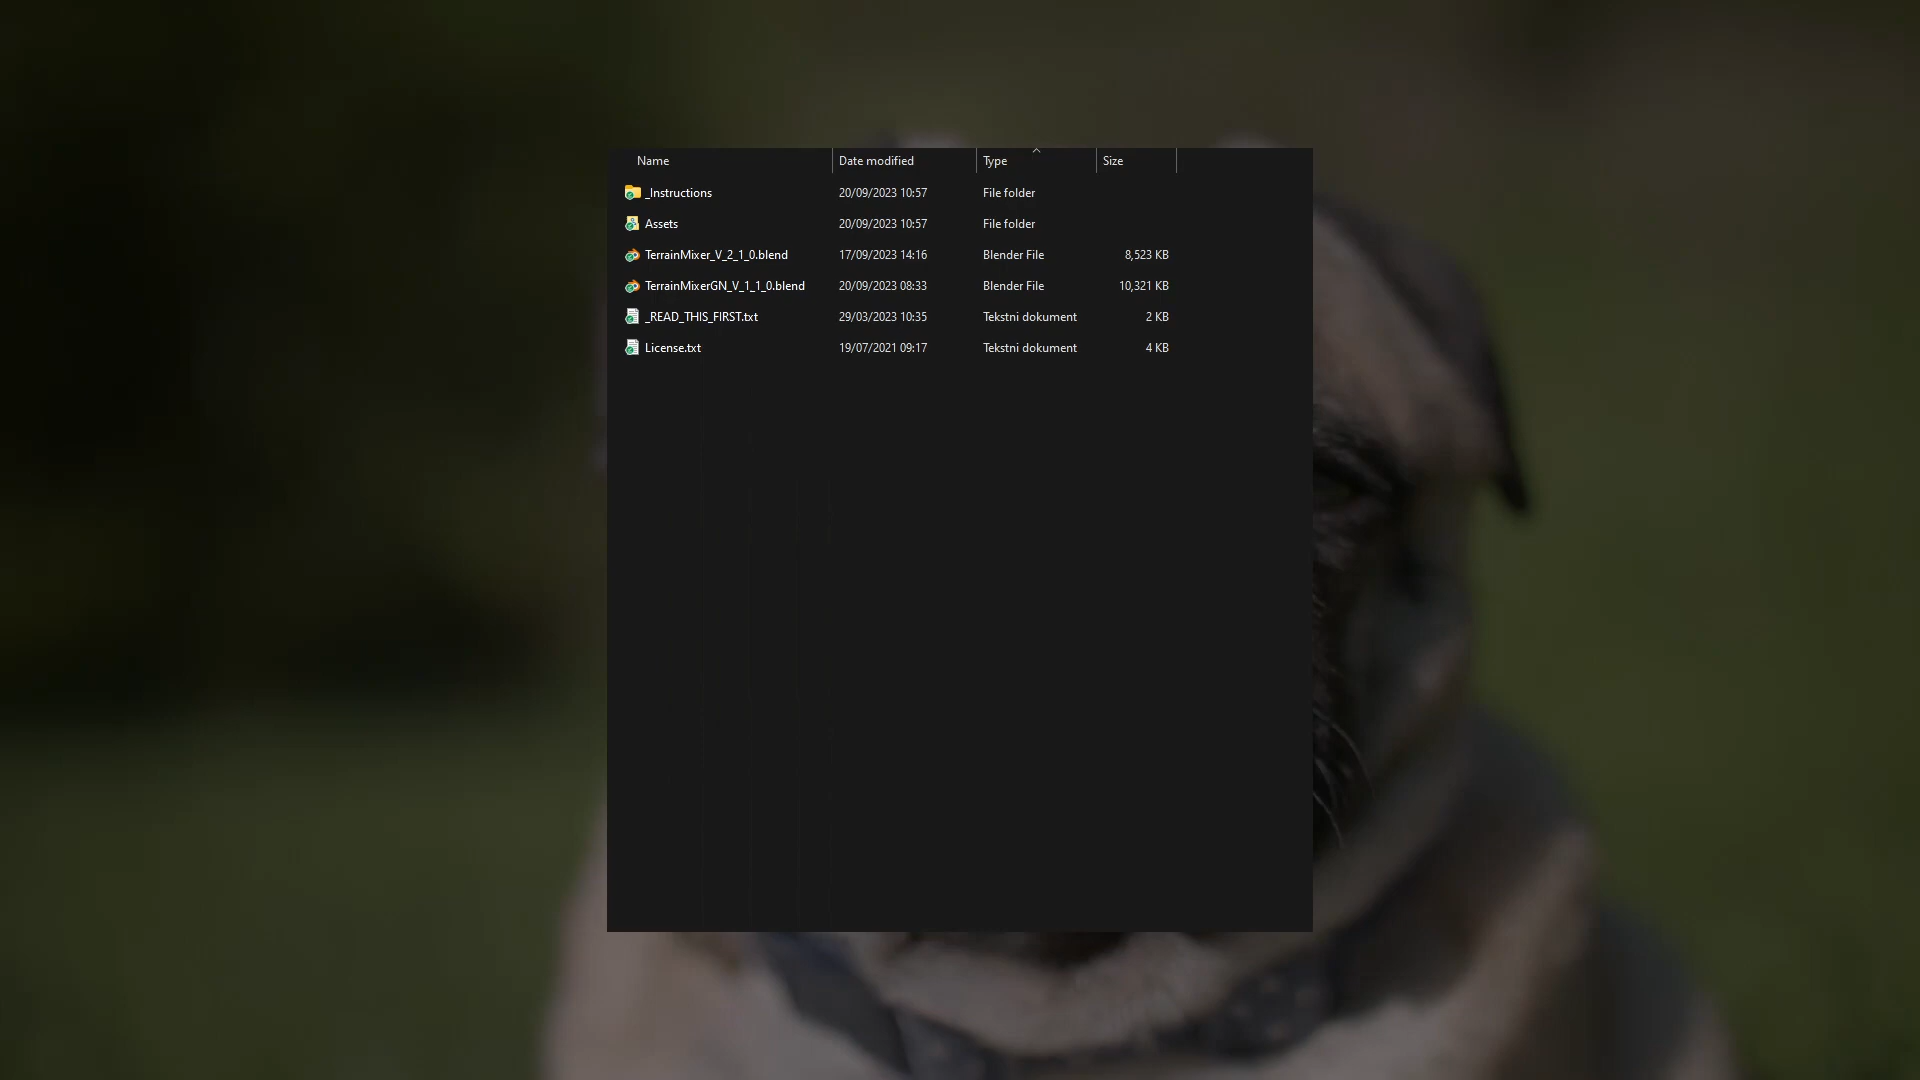 Name Date modified Type Size
_Instructions 20/09/2023 10:57 File folder
Assets 20/09/2023 10:57 File folder
TerrainMixer_V_2_1_0.blend 17/09/2023 14:16 Blender File 8,523 KB
TerrainMixerGN_V_1_1_0.blend 20/09/2023 08:33 Blender File 10,321 KB
_READ_THIS_FIRST.txt 29/03/2023 10:35 Tekstni dokument 2 KB
License.txt 19/07/2021 09:17 Tekstni dokument 4 KB